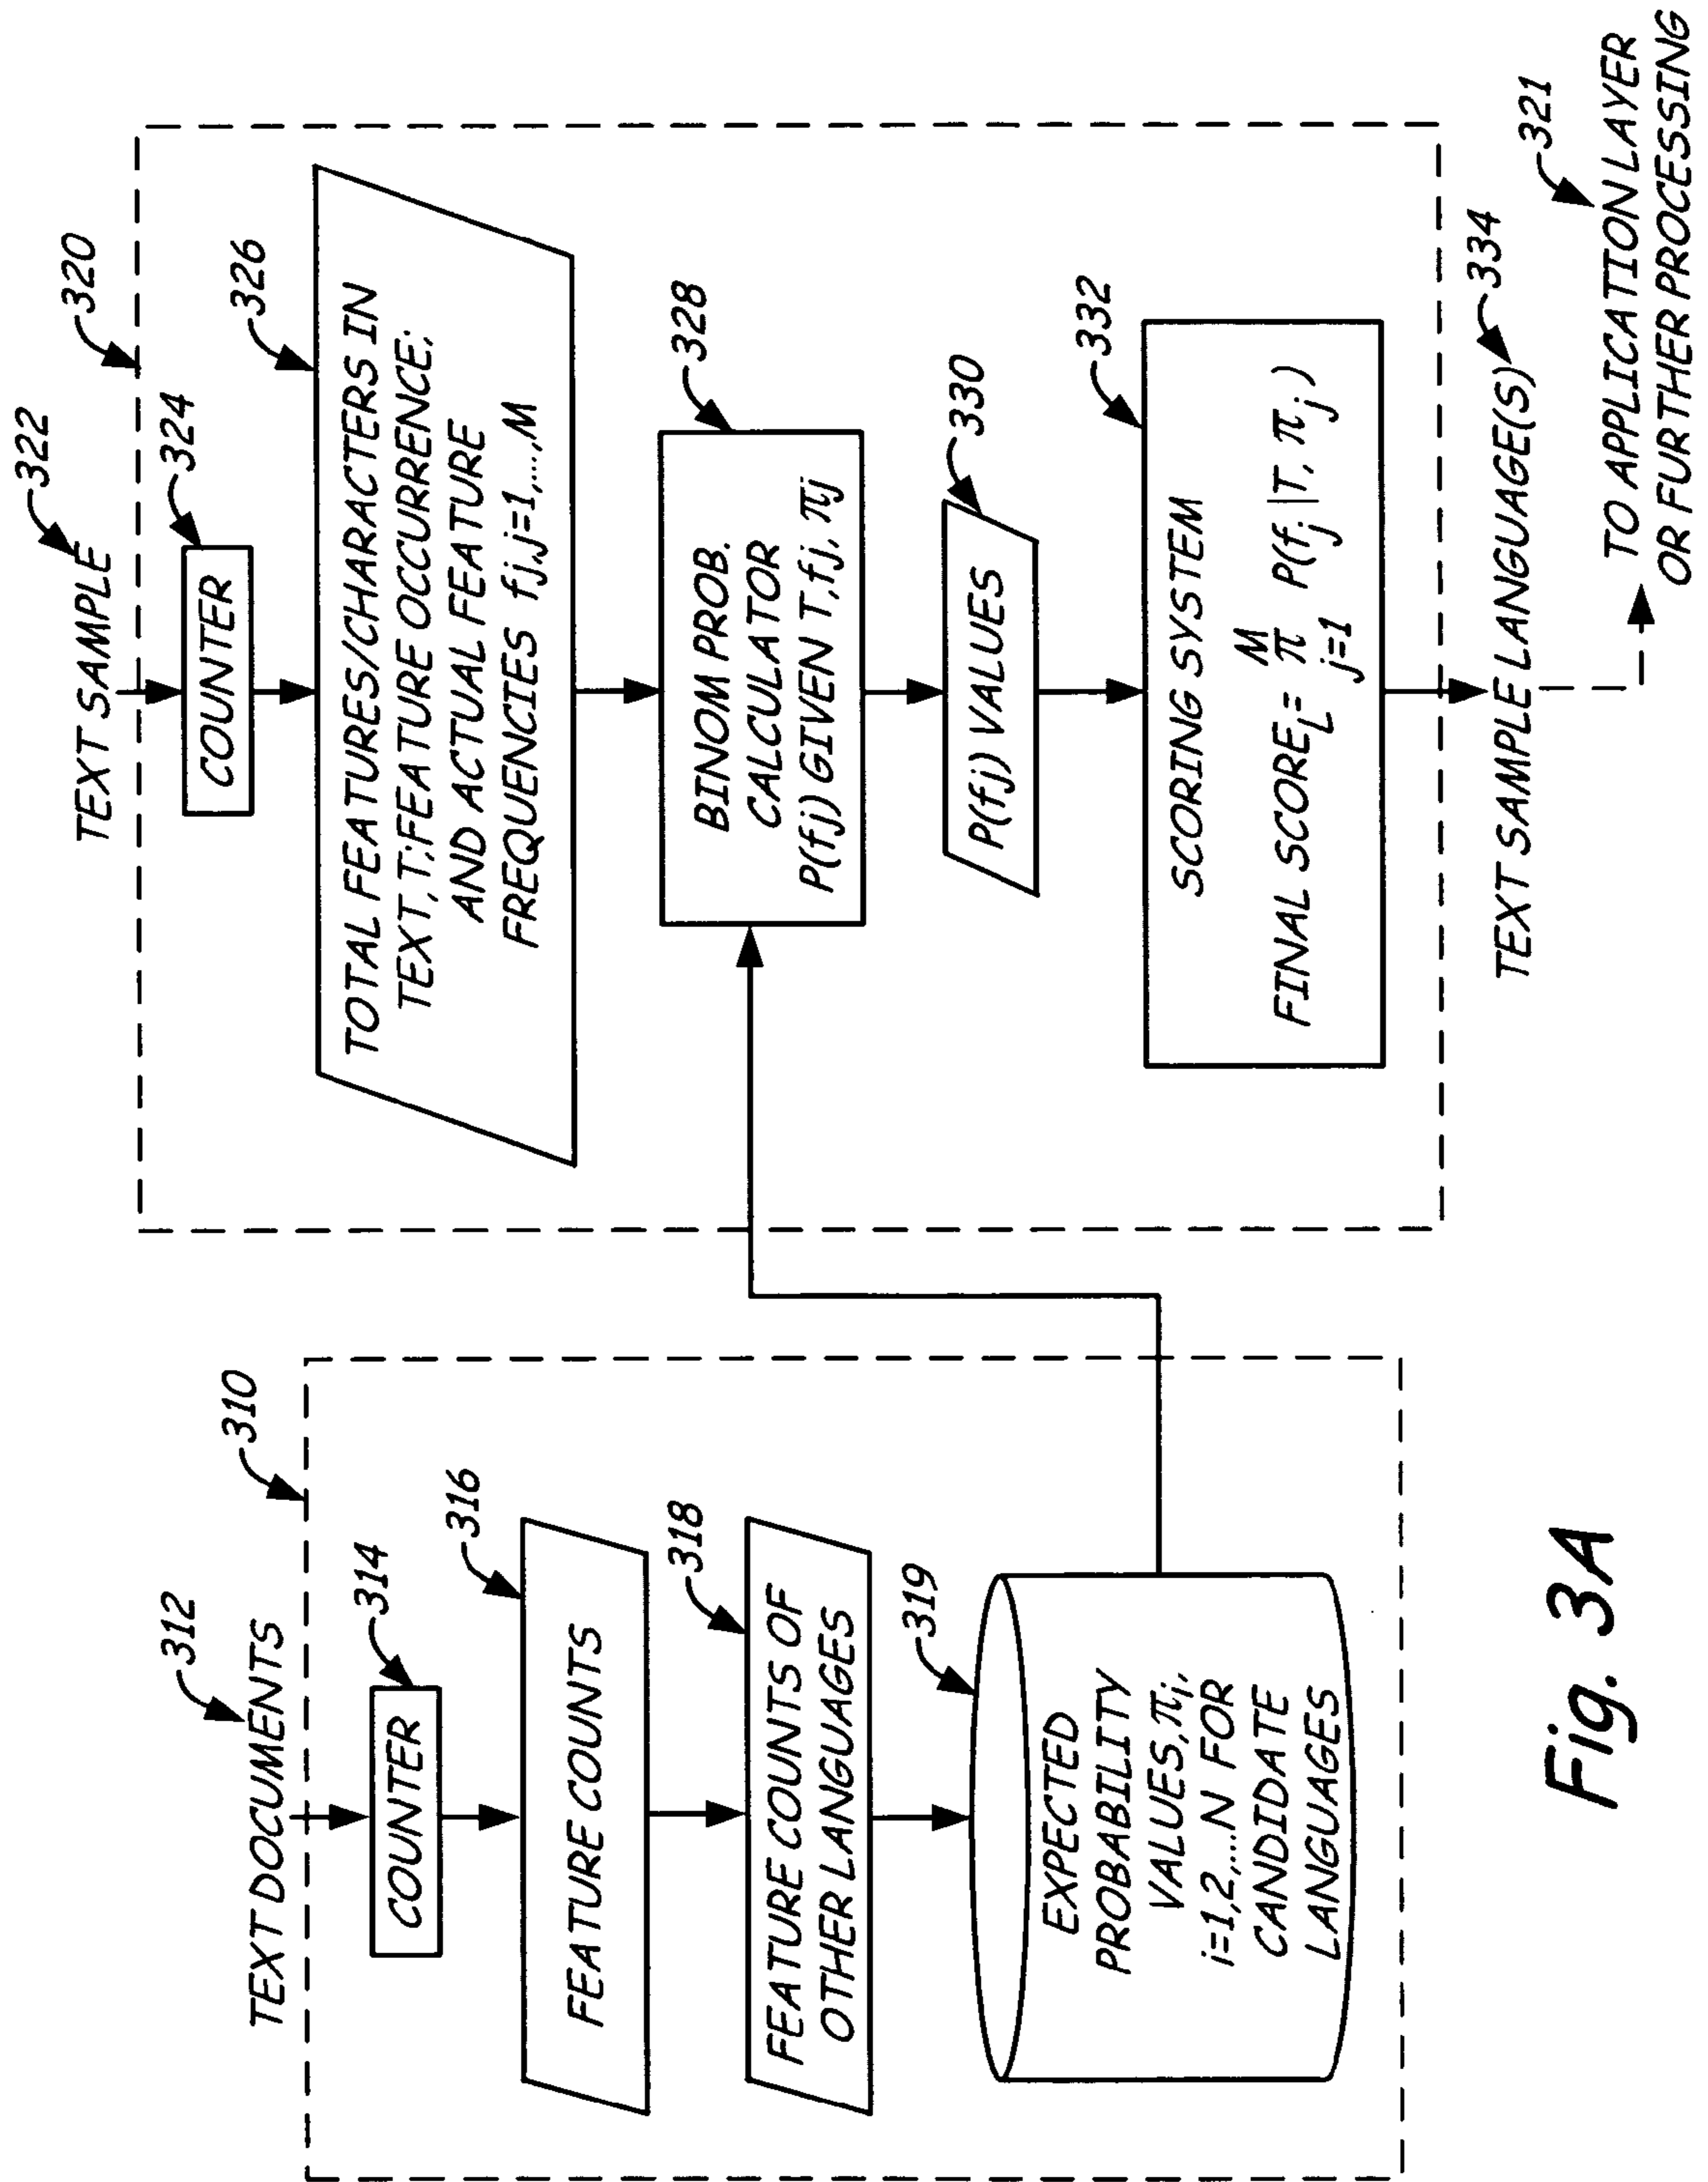 312
TEXT DOCUMENTS
310
314
COUNTER
316
FEATURE COUNTS
318
FEATURE COUNTS OF
OTHER LANGUAGES
319
EXPECTED
PROBABILITY
VALUES, πi,
i=1,2,...N FOR
CANDIDATE
LANGUAGES
322
TEXT SAMPLE
320
324
COUNTER
326
TOTAL FEATURES/CHARACTERS IN
TEXT, T; FEATURE OCCURRENCE;
AND ACTUAL FEATURE
FREQUENCIES fj,j=1,...,M
328
BINOM PROB.
CALCULATOR
P(fj) GIVEN T,fj, πj
330
P(fj) VALUES
332
SCORING SYSTEM
M
FINAL SCORE L = π P(fj |T, πj )
j=1
TEXT SAMPLE LANGUAGE(S)
334
321
TO APPLICATION LAYER
OR FURTHER PROCESSING
Fig. 3A